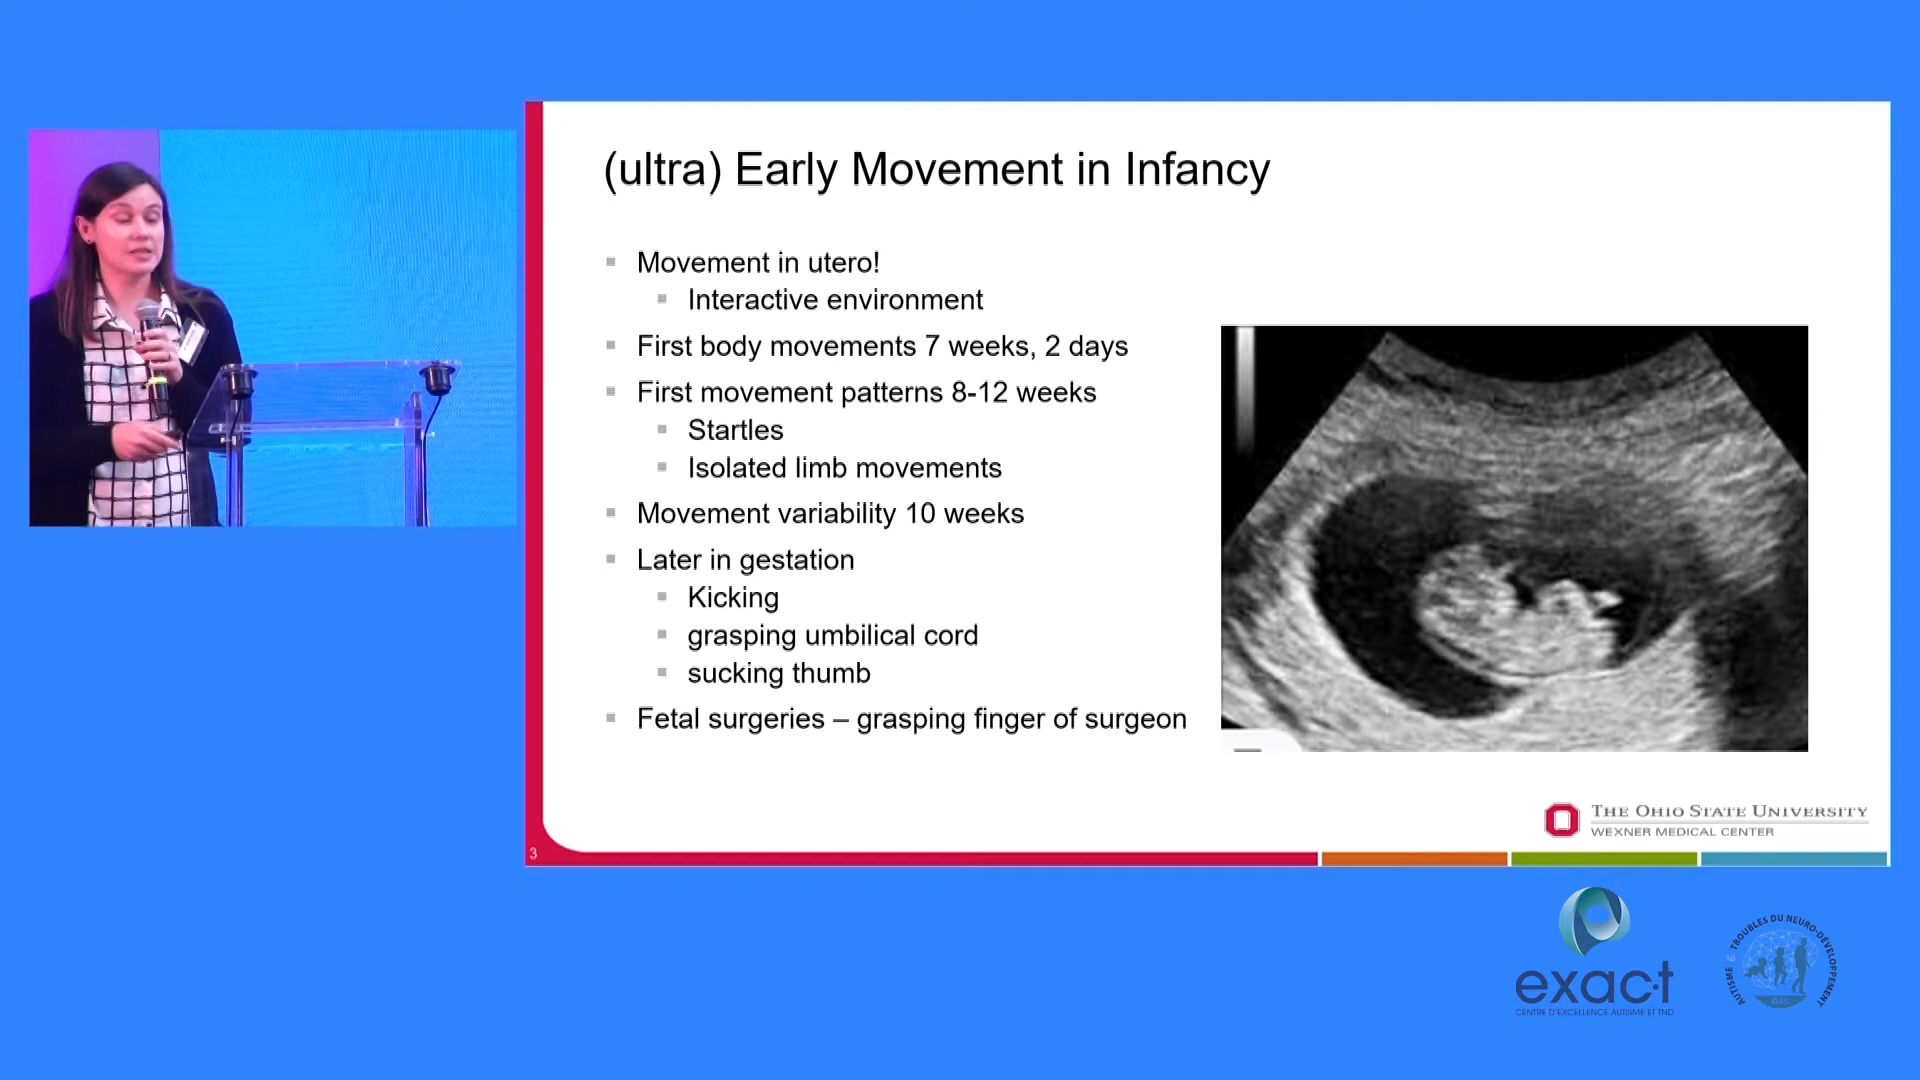 (ultra) Early Movement in Infancy
Movement in utero!
Interactive environment
First body movements 7 weeks, 2 days
First movement patterns 8-12 weeks
Startles
Isolated limb movements
Movement variability 10 weeks
Later in gestation
Kicking
grasping umbilical cord
sucking thumb
Fetal surgeries – grasping finger of surgeon
THE OHIO STATE UNIVERSITY
WEXNER MEDICAL CENTER
3
exac·t
CENTRE D'EXCELLENCE AUTISME ET TND
AUTISME & TROUBLES DU NEURO-DÉVELOPPEMENT